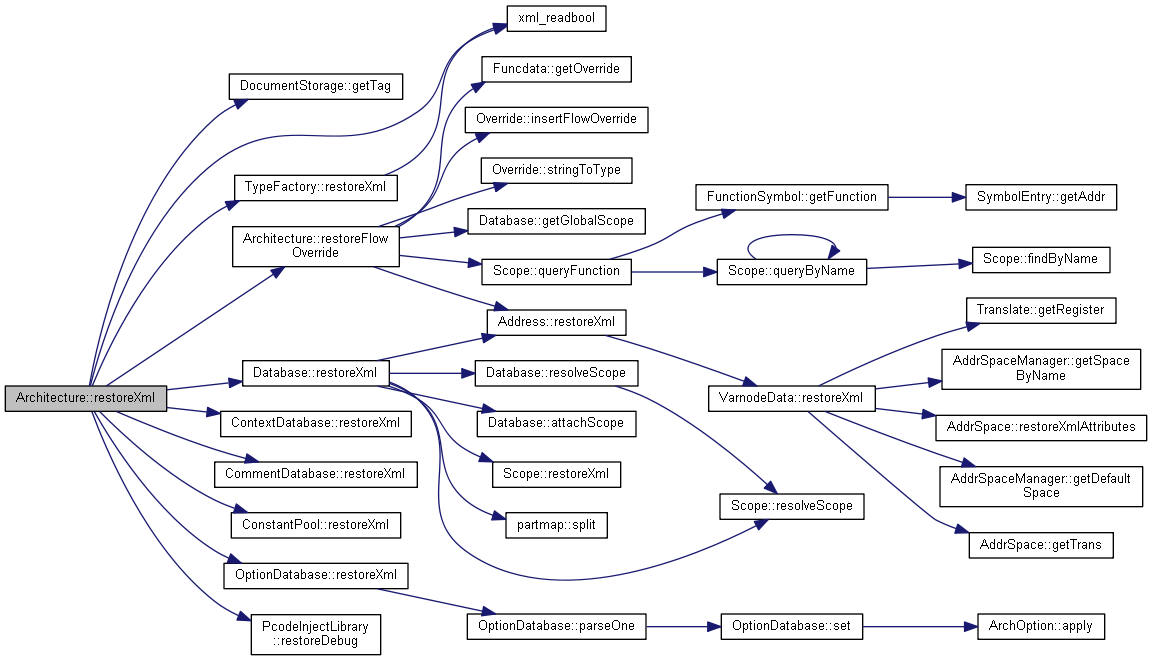 xml_readbool
Funcdata::getOverride
DocumentStorage::getTag
Override::insertFlowOverride
Override::stringToType
TypeFactory::restoreXml
FunctionSymbol::getFunction
SymbolEntry::getAddr
Database::getGlobalScope
Architecture::restoreFlow
Override
Scope::queryFunction
Scope::queryByName
Scope::findByName
Translate::getRegister
Address::restoreXml
AddrSpaceManager::getSpace
ByName
Database::restoreXml
Database::resolveScope
Architecture::restoreXml
VarnodeData::restoreXml
ContextDatabase::restoreXml
Database::attachScope
AddrSpace::restoreXmlAttributes
CommentDatabase::restoreXml
Scope::restoreXml
AddrSpaceManager::getDefault
Space
Scope::resolveScope
ConstantPool::restoreXml
partmap::split
AddrSpace::getTrans
OptionDatabase::restoreXml
PcodeInjectLibrary
::restoreDebug
OptionDatabase::parseOne
OptionDatabase::set
ArchOption::apply